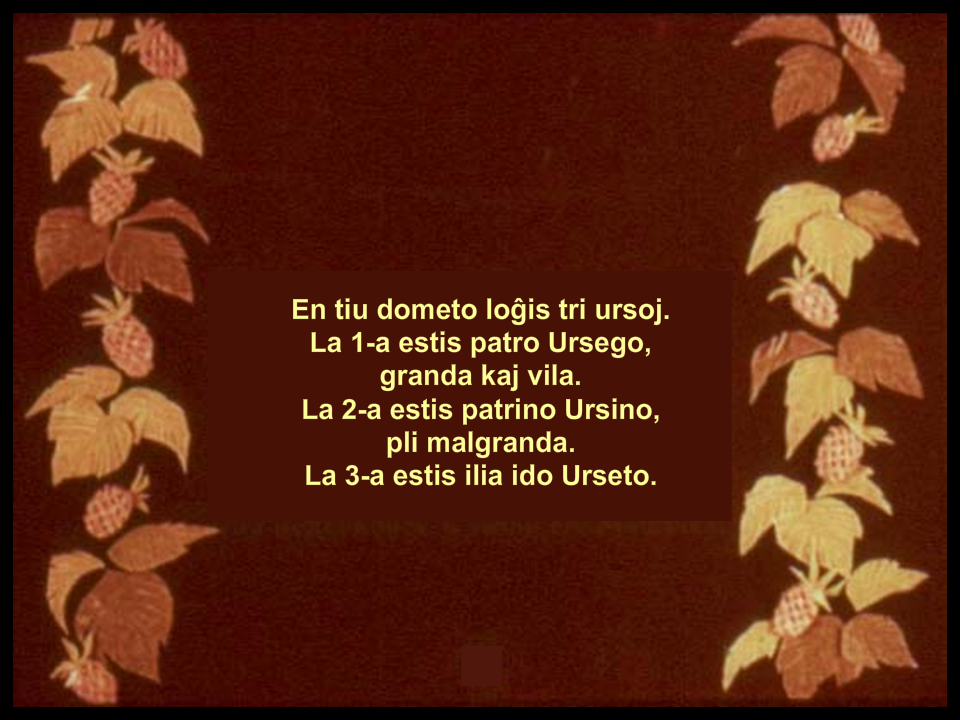 En tiu dometo loĝis tri ursoj.
La 1-a estis patro Ursego,
granda kaj vila.
La 2-a estis patrino Ursino,
pli malgranda.
La 3-a estis ilia ido Urseto.